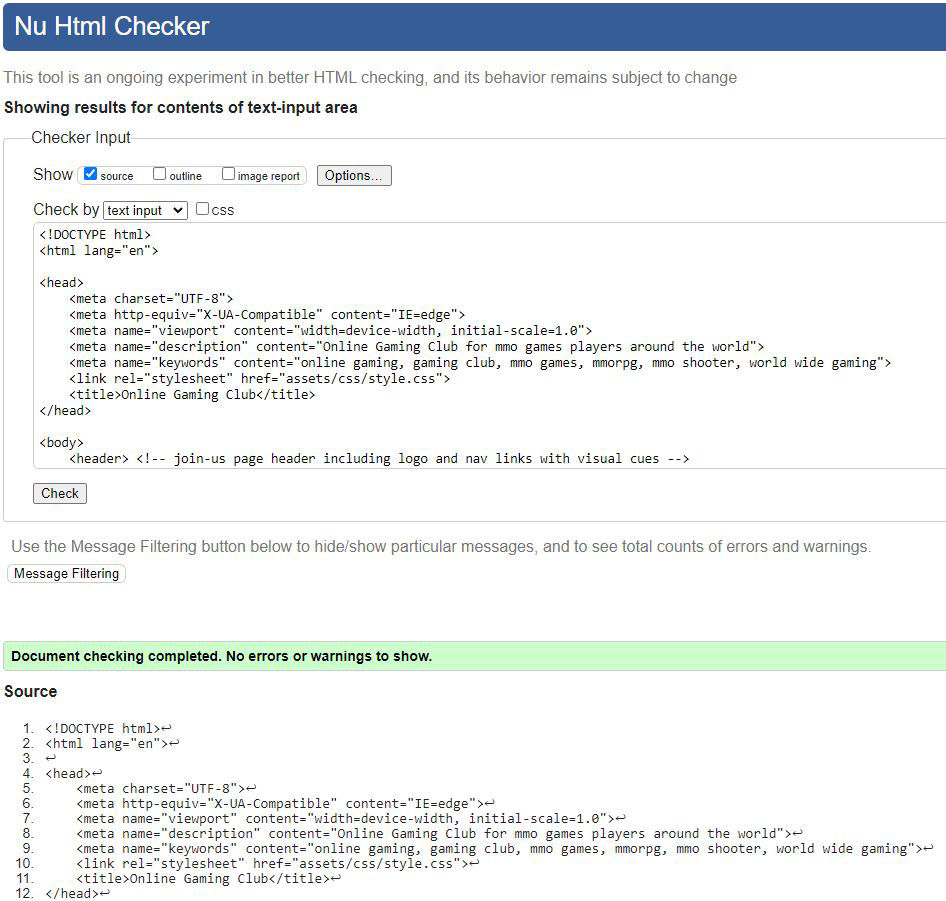 Nu Html Checker
This tool is an ongoing experiment in better HTML checking, and its behavior remains subject to change
Showing results for contents of text-input area
Checker Input
Show source outline image report Options...
Check by text input css
<!DOCTYPE html>
<html lang="en">
<head>
    <meta charset="UTF-8">
    <meta http-equiv="X-UA-Compatible" content="IE=edge">
    <meta name="viewport" content="width=device-width, initial-scale=1.0">
    <meta name="description" content="Online Gaming Club for mmo games players around the world">
    <meta name="keywords" content="online gaming, gaming club, mmo games, mmorpg, mmo shooter, world wide gaming">
    <link rel="stylesheet" href="assets/css/style.css">
    <title>Online Gaming Club</title>
</head>
<body>
    <header> <!-- join-us page header including logo and nav links with visual cues -->
Check
Use the Message Filtering button below to hide/show particular messages, and to see total counts of errors and warnings.
Message Filtering
Document checking completed. No errors or warnings to show.
Source
1. <!DOCTYPE html>↩
2. <html lang="en">↩
3. ↩
4. <head>↩
5.     <meta charset="UTF-8">↩
6.     <meta http-equiv="X-UA-Compatible" content="IE=edge">↩
7.     <meta name="viewport" content="width=device-width, initial-scale=1.0">↩
8.     <meta name="description" content="Online Gaming Club for mmo games players around the world">↩
9.     <meta name="keywords" content="online gaming, gaming club, mmo games, mmorpg, mmo shooter, world wide gaming">↩
10.     <link rel="stylesheet" href="assets/css/style.css">↩
11.     <title>Online Gaming Club</title>↩
12. </head>↩